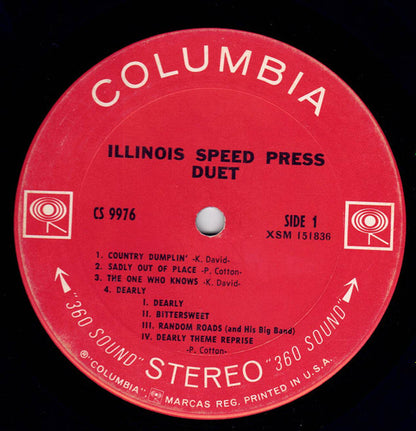 COLUMBIA
ILLINOIS SPEED PRESS
DUET
CS 9976
SIDE 1
XSM 151836
1. COUNTRY DUMPLIN' -K. David-
2. SADLY OUT OF PLACE -P. Cotton-
3. THE ONE WHO KNOWS -K. David-
4. DEARLY
I. DEARLY
II. BITTERSWEET
III. RANDOM ROADS (and His Big Band)
IV. DEARLY THEME REPRISE
-P. Cotton-
"360 SOUND" STEREO "360 SOUND"
℗ "COLUMBIA", MARCAS REG. PRINTED IN U.S.A.